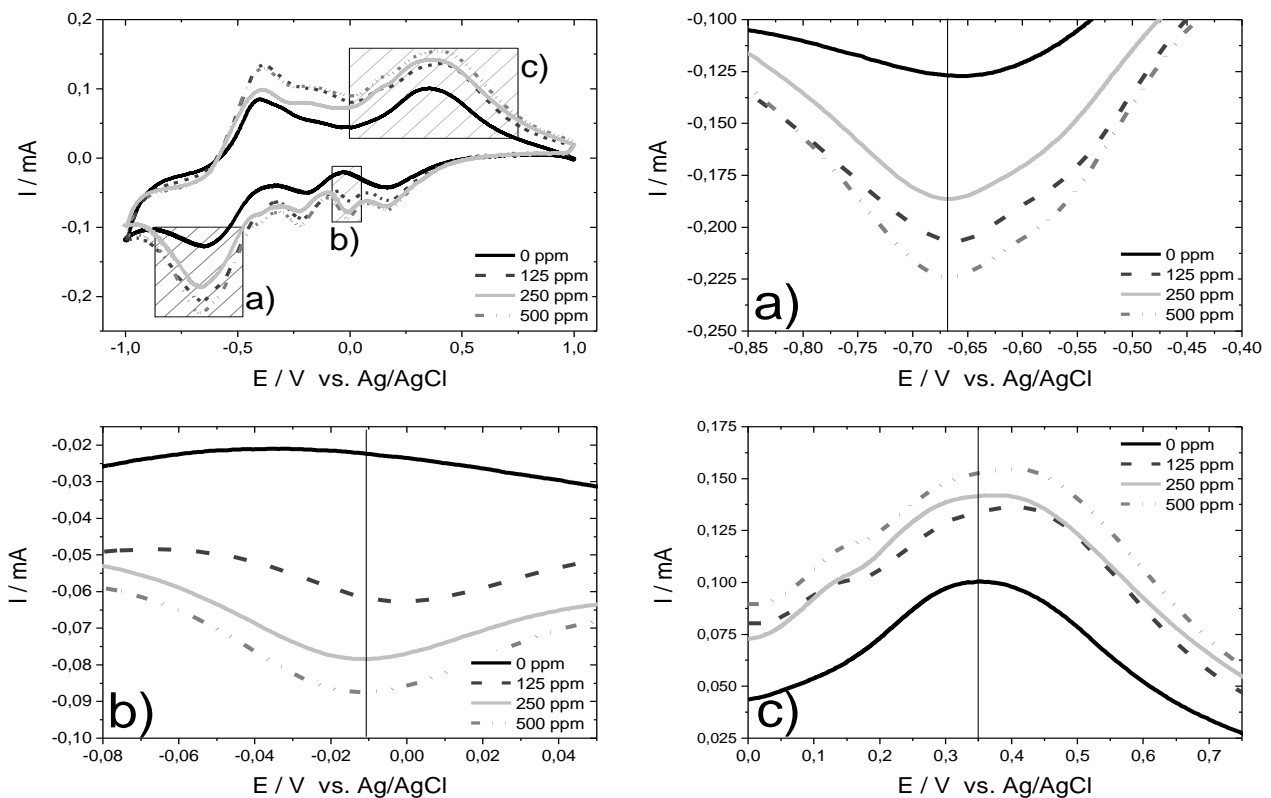 0,2
0,1
0,0
-0,1
-0,2
I / mA
c)
b)
a)
0 ppm
125 ppm
250 ppm
500 ppm
-1,0 -0,5 0,0 0,5 1,0
E / V vs. Ag/AgCl
-0,100
-0,125
-0,150
-0,175
-0,200
-0,225
-0,250
I / mA
a)
0 ppm
125 ppm
250 ppm
500 ppm
-0,85 -0,80 -0,75 -0,70 -0,65 -0,60 -0,55 -0,50 -0,45 -0,40
E / V vs. Ag/AgCl
-0,02
-0,03
-0,04
-0,05
-0,06
-0,07
-0,08
-0,09
-0,10
I / mA
b)
0 ppm
125 ppm
250 ppm
500 ppm
-0,08 -0,06 -0,04 -0,02 0,00 0,02 0,04
E / V vs. Ag/AgCl
0,175
0,150
0,125
0,100
0,075
0,050
0,025
I / mA
c)
0 ppm
125 ppm
250 ppm
500 ppm
0,0 0,1 0,2 0,3 0,4 0,5 0,6 0,7
E / V vs. Ag/AgCl